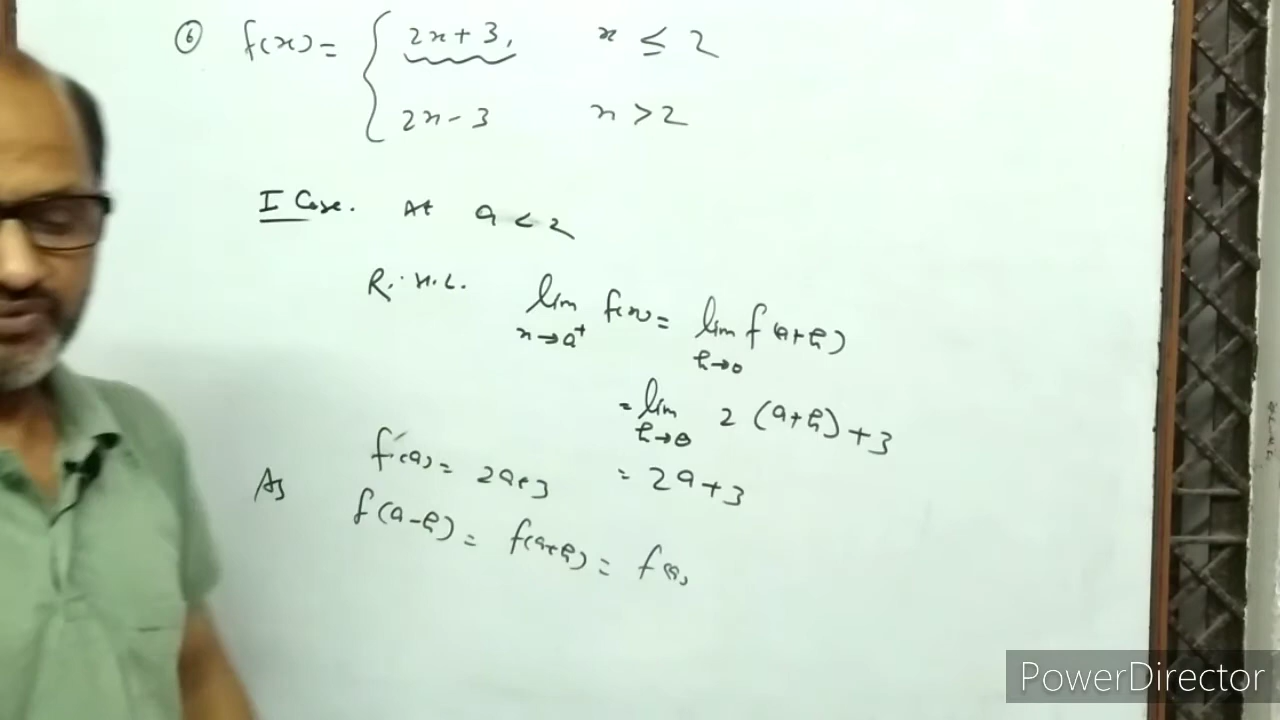 ⑥ f(x) = { 2x + 3, x ≤ 2
2x - 3 x > 2
I Case. At a < 2
R.H.L. lim x→a⁺ f(x) = lim h→0 f(a+h)
= lim h→0 2(a+h)+3
= 2a+3
f(a) = 2a+3
As f(a-h) = f(a+h) = f(a)
PowerDirector